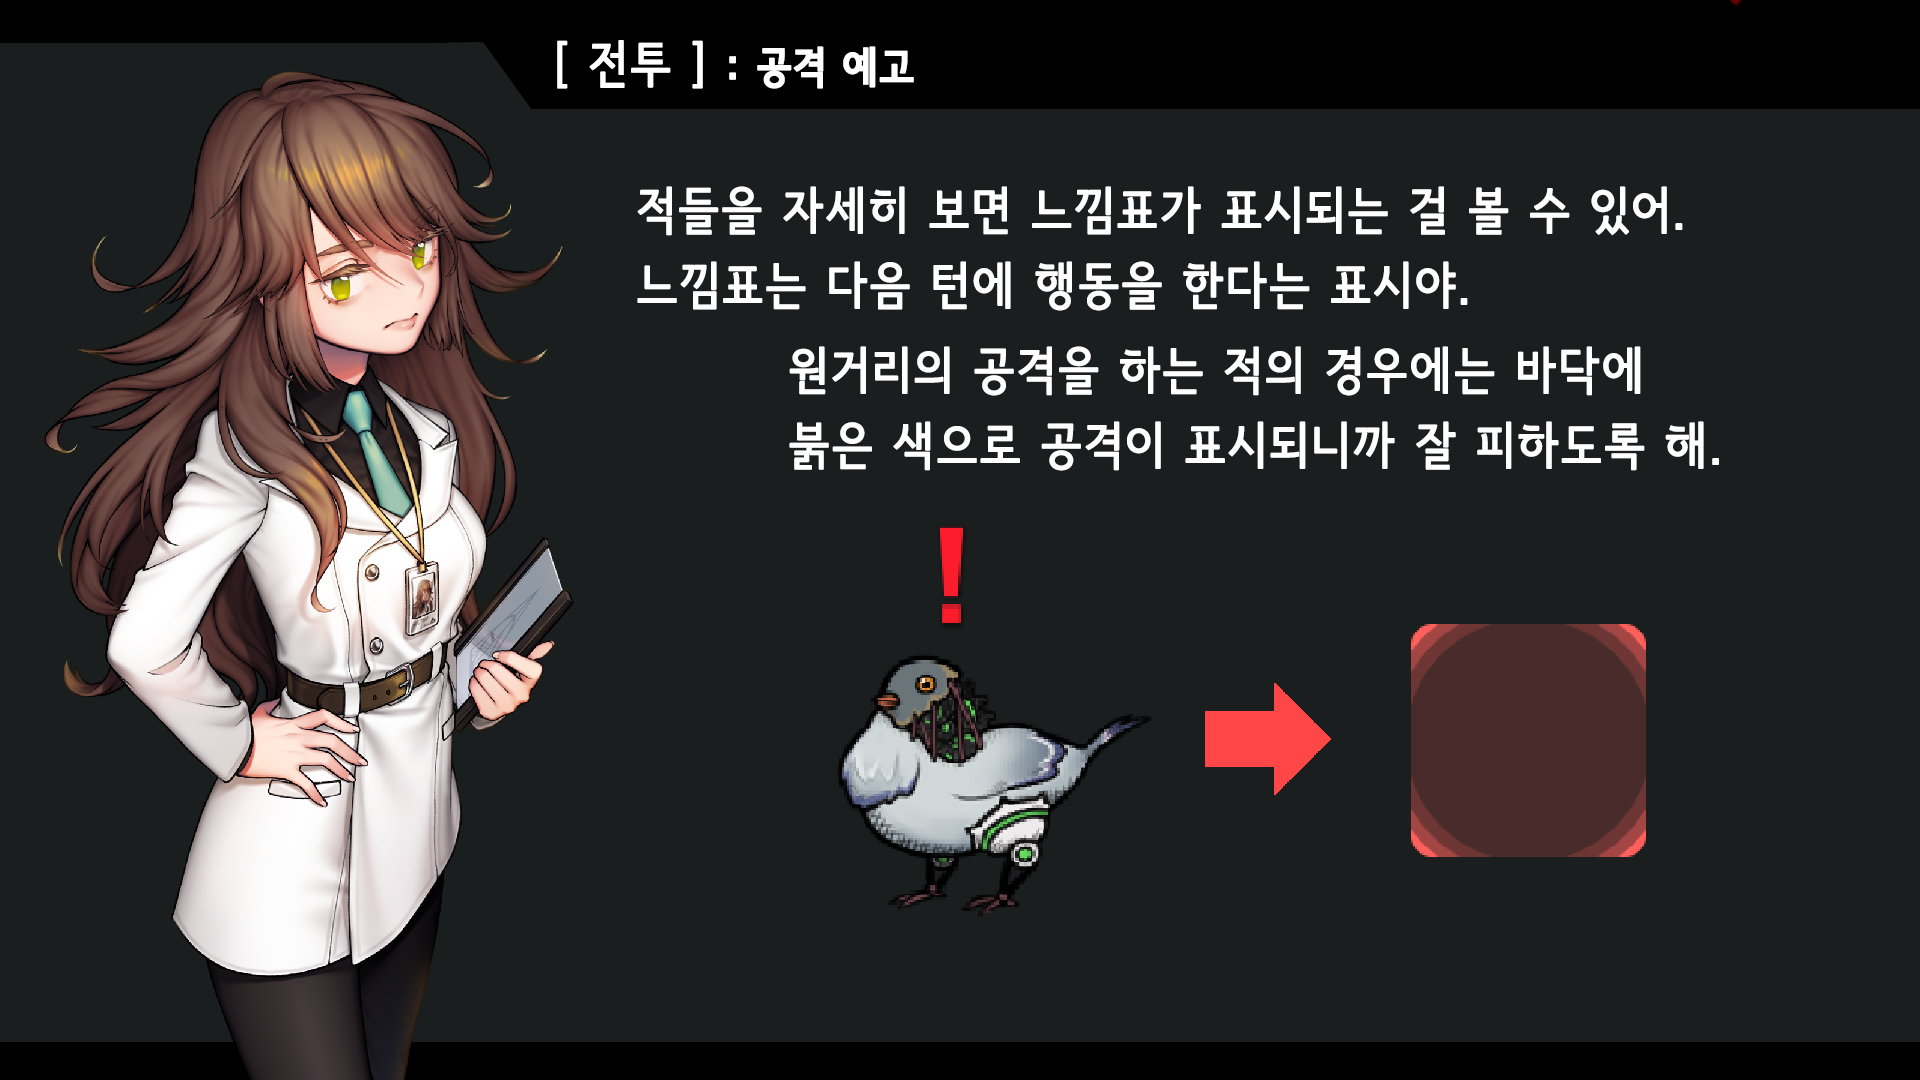 [ 전투 ] : 공격 예고
적들을 자세히 보면 느낌표가 표시되는 걸 볼 수 있어.
느낌표는 다음 턴에 행동을 한다는 표시야.
원거리의 공격을 하는 적의 경우에는 바닥에
붉은 색으로 공격이 표시되니까 잘 피하도록 해.
!